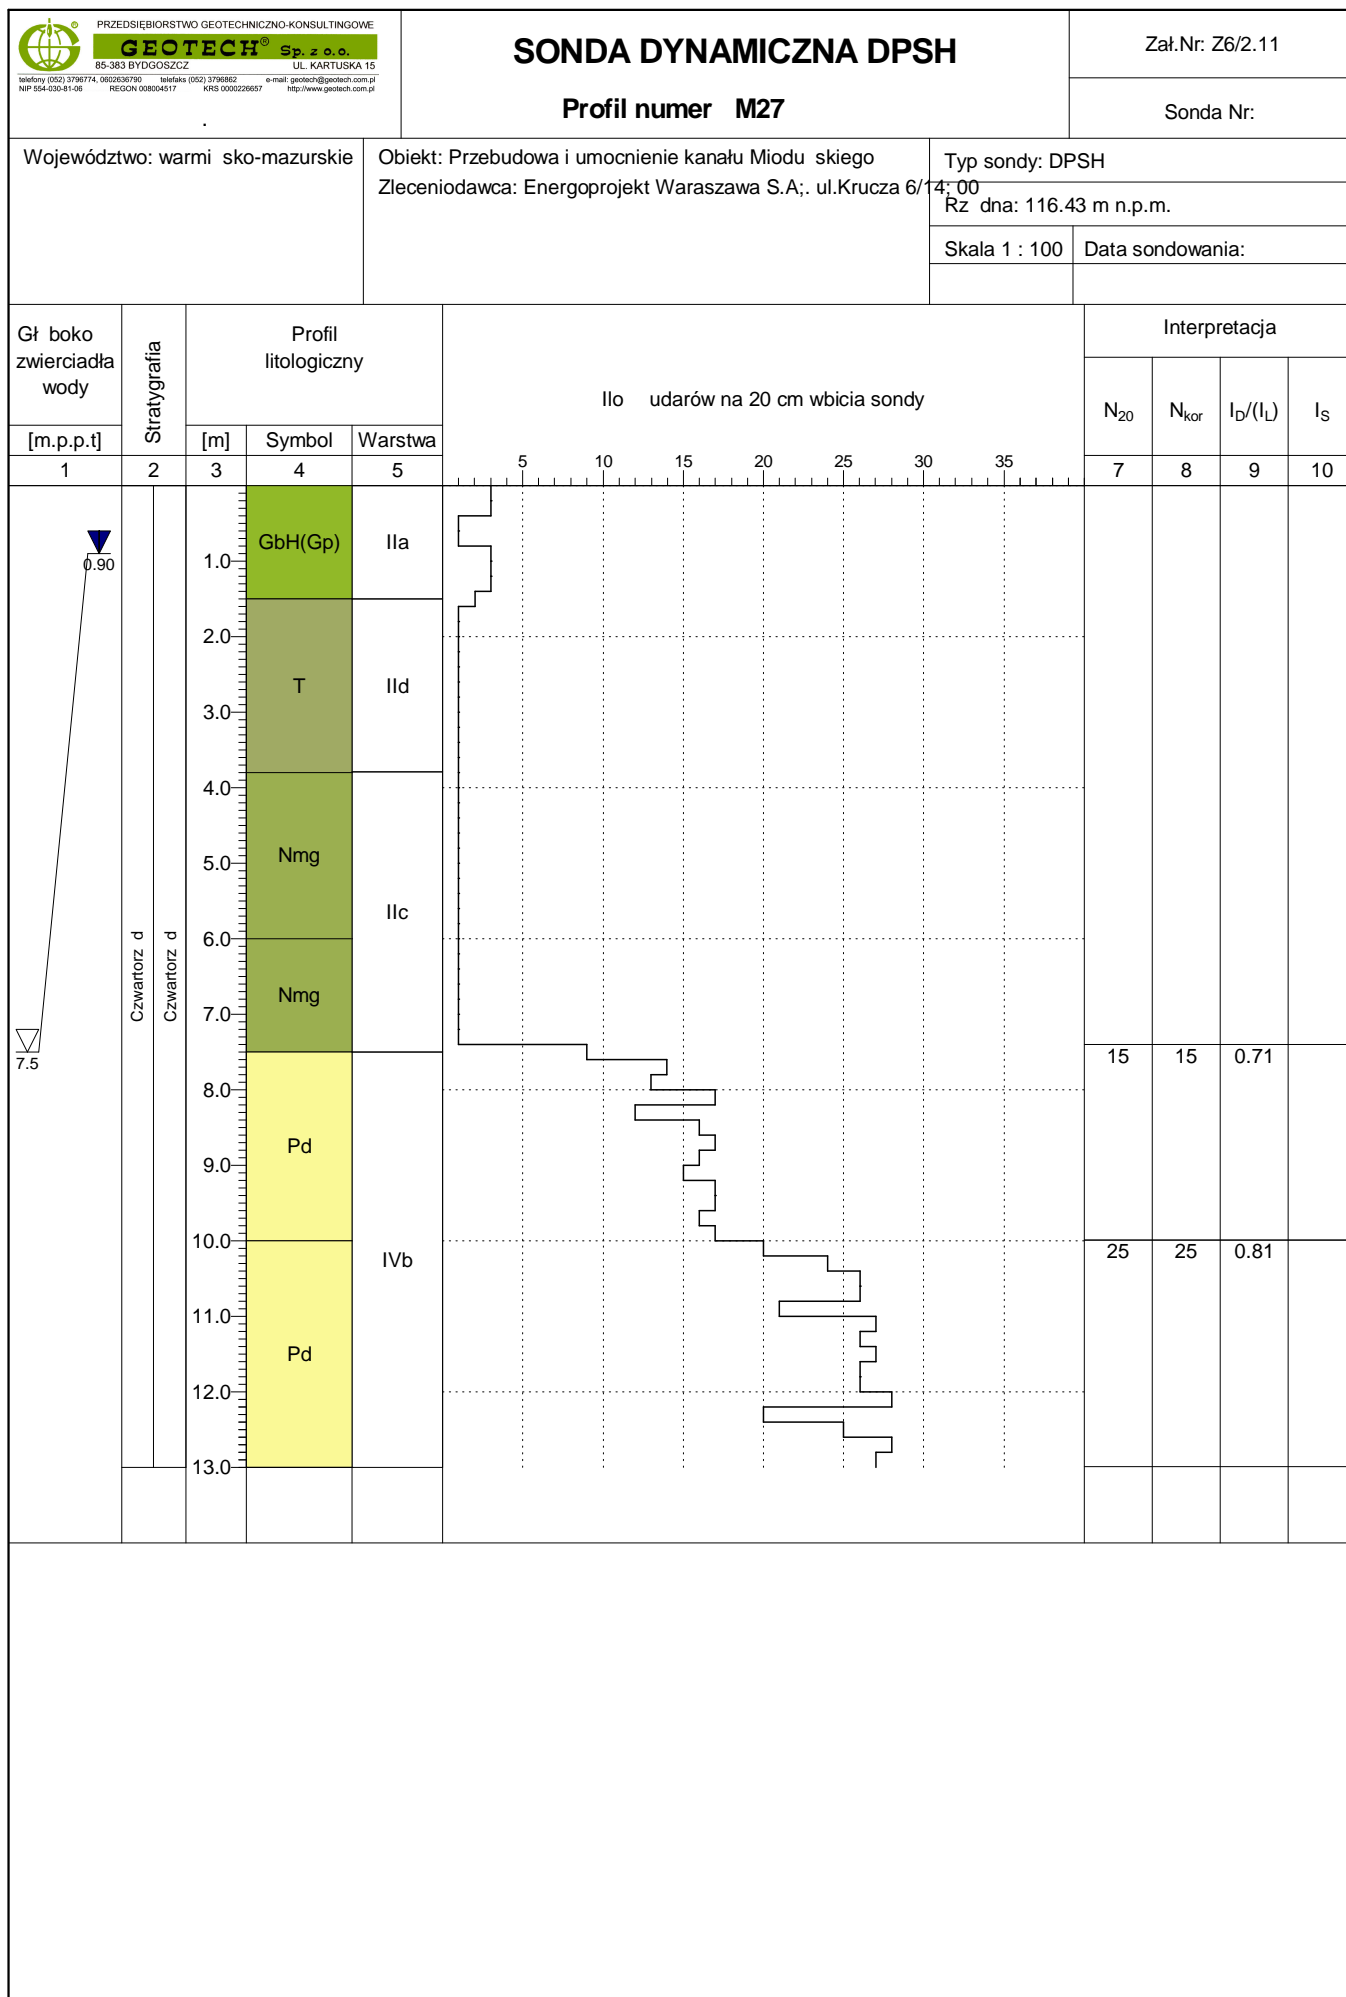 PRZEDSIĘBIORSTWO GEOTECHNICZNO-KONSULTINGOWE
GEOTECH® Sp. z o.o.
85-383 BYDGOSZCZ UL. KARTUSKA 15
telefony (052) 3796774, 0602636790 telefaks (052) 3796862 e-mail: geotech@geotech.com.pl
NIP 554-030-81-06 REGON 008004517 KRS 0000226657 http://www.geotech.com.pl
.
SONDA DYNAMICZNA DPSH
Profil numer M27
Zał.Nr: Z6/2.11
Sonda Nr:
Województwo: warmi sko-mazurskie
Obiekt: Przebudowa i umocnienie kanału Miodu skiego
Zleceniodawca: Energoprojekt Waraszawa S.A;. ul.Krucza 6/14; 00
Typ sondy: DPSH
Rz dna: 116.43 m n.p.m.
Skala 1 : 100 Data sondowania:
Gł boko
zwierciadła
wody
[m.p.p.t]
Stratygrafia
Profil
litologiczny
[m] Symbol Warstwa
Ilo udarów na 20 cm wbicia sondy
Interpretacja
N20 Nkor ID/(IL) IS
1 2 3 4 5
5 10 15 20 25 30 35
7 8 9 10
GbH(Gp) IIa
0.90
1.0
2.0
T IId
3.0
4.0
Nmg
5.0
IIc
6.0
Czwartorz d
Czwartorz d
Nmg
7.0
7.5
15 15 0.71
8.0
Pd
9.0
10.0
IVb
25 25 0.81
11.0
Pd
12.0
13.0